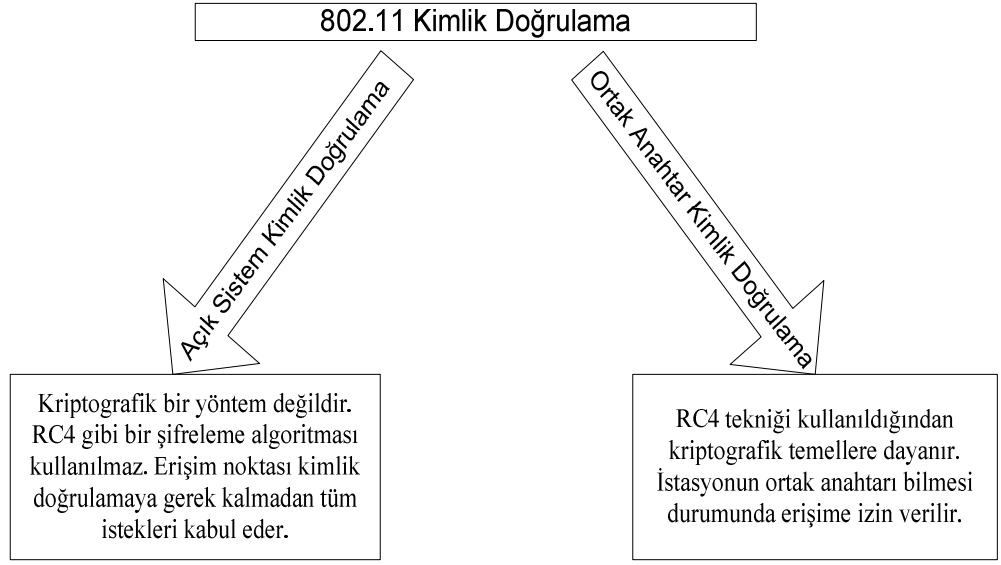 802.11 Kimlik Doğrulama
Açık Sistem Kimlik Doğrulama
Ortak Anahtar Kimlik Doğrulama
Kriptografik bir yöntem değildir.
RC4 gibi bir şifreleme algoritması
kullanılmaz. Erişim noktası kimlik
doğrulamaya gerek kalmadan tüm
istekleri kabul eder.
RC4 tekniği kullanıldığından
kriptografik temellere dayanır.
İstasyonun ortak anahtarı bilmesi
durumunda erişime izin verilir.